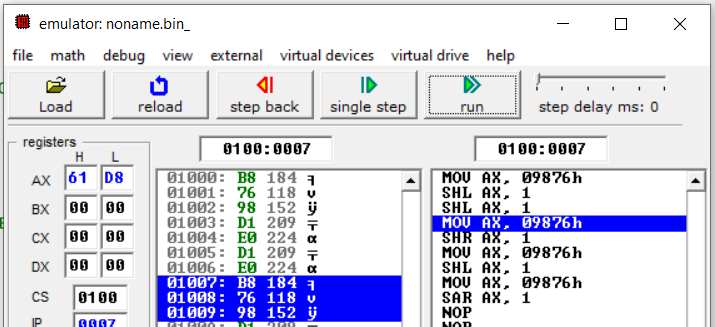 emulator: noname.bin_
file math debug view external virtual devices virtual drive help
Load reload step back single step run step delay ms: 0
registers
H L
AX 61 D8
BX 00 00
CX 00 00
DX 00 00
CS 0100
IP 0007
0100:0007
01000: B8 184 ╕
01001: 76 118 v
01002: 98 152 ÿ
01003: D1 209 ╤
01004: E0 224 α
01005: D1 209 ╤
01006: E0 224 α
01007: B8 184 ╕
01008: 76 118 v
01009: 98 152 ÿ
0100:0007
MOV AX, 09876h
SHL AX, 1
SHL AX, 1
MOV AX, 09876h
SHR AX, 1
MOV AX, 09876h
SHL AX, 1
MOV AX, 09876h
SAR AX, 1
NOP